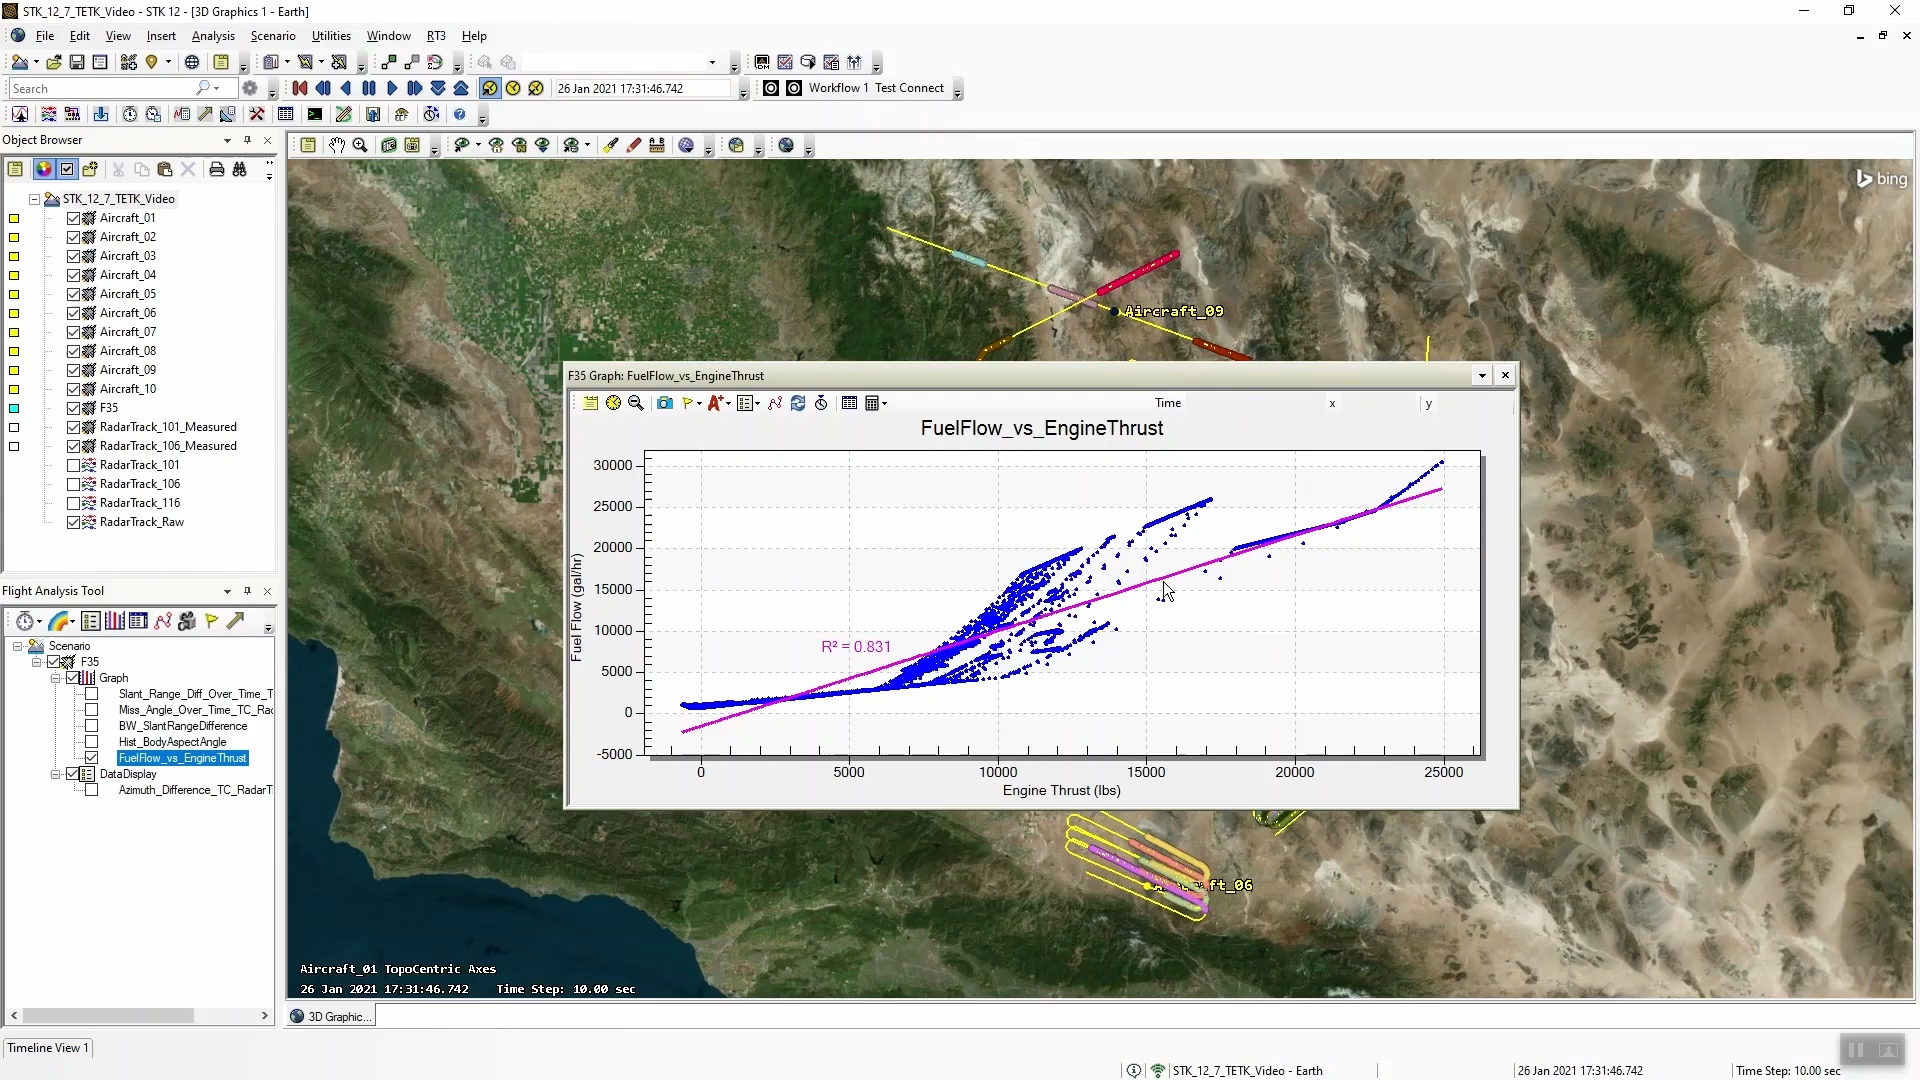 STK_12_7_TETK_Video - STK 12 - [3D Graphics 1 - Earth]
File Edit View Insert Analysis Scenario Utilities Window RT3 Help
Search 26 Jan 2021 17:31:46.742 Workflow 1 Test Connect
Object Browser
bing
STK_12_7_TETK_Video
Aircraft_01
Aircraft_02
Aircraft_03
Aircraft_04
Aircraft_05
Aircraft_06
Aircraft_07
Aircraft_08
Aircraft_09
Aircraft_10
F35
RadarTrack_101_Measured
RadarTrack_106_Measured
RadarTrack_101
RadarTrack_106
RadarTrack_116
RadarTrack_Raw
Flight Analysis Tool
Scenario
F35
Graph
Slant_Range_Diff_Over_Time_T
Miss_Angle_Over_Time_TC_Rad
BW_SlantRangeDifference
Hist_BodyAspectAngle
FuelFlow_vs_EngineThrust
DataDisplay
Azimuth_Difference_TC_RadarT
Aircraft_09
F35 Graph: FuelFlow_vs_EngineThrust
Time x y
FuelFlow_vs_EngineThrust
Fuel Flow (gal/hr)
30000
25000
20000
15000
10000
5000
0
-5000
R² = 0.831
0 5000 10000 15000 20000 25000
Engine Thrust (lbs)
Aircraft_01 TopoCentric Axes
26 Jan 2021 17:31:46.742 Time Step: 10.00 sec
3D Graphic...
Timeline View 1
STK_12_7_TETK_Video - Earth 26 Jan 2021 17:31:46.742 Time Step: 10.00 sec